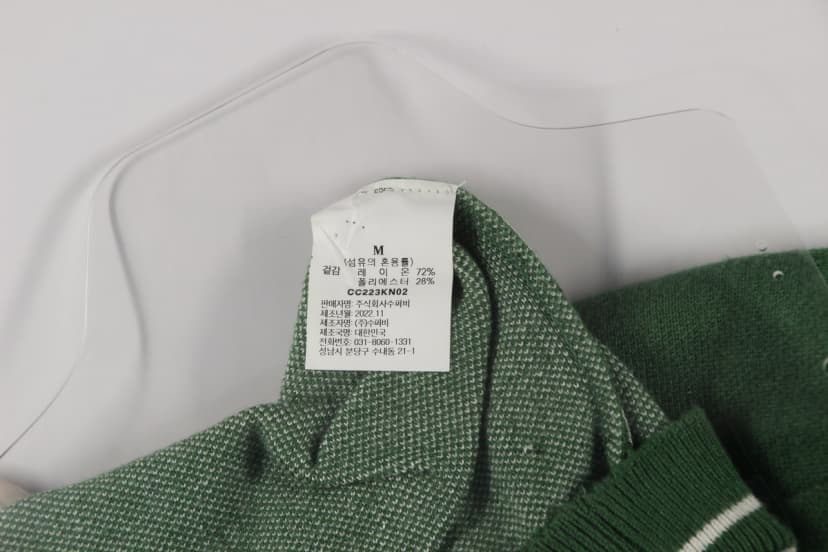 M
(섬유의 혼용률)
겉감 레 이 온 72%
폴리에스터 28%
CC223KN02
판매자명: 주식회사수퍼비
제조년월: 2022.11
제조자명: (주)수퍼비
제조국명: 대한민국
전화번호: 031-8060-1331
성남시 분당구 수내동 21-1